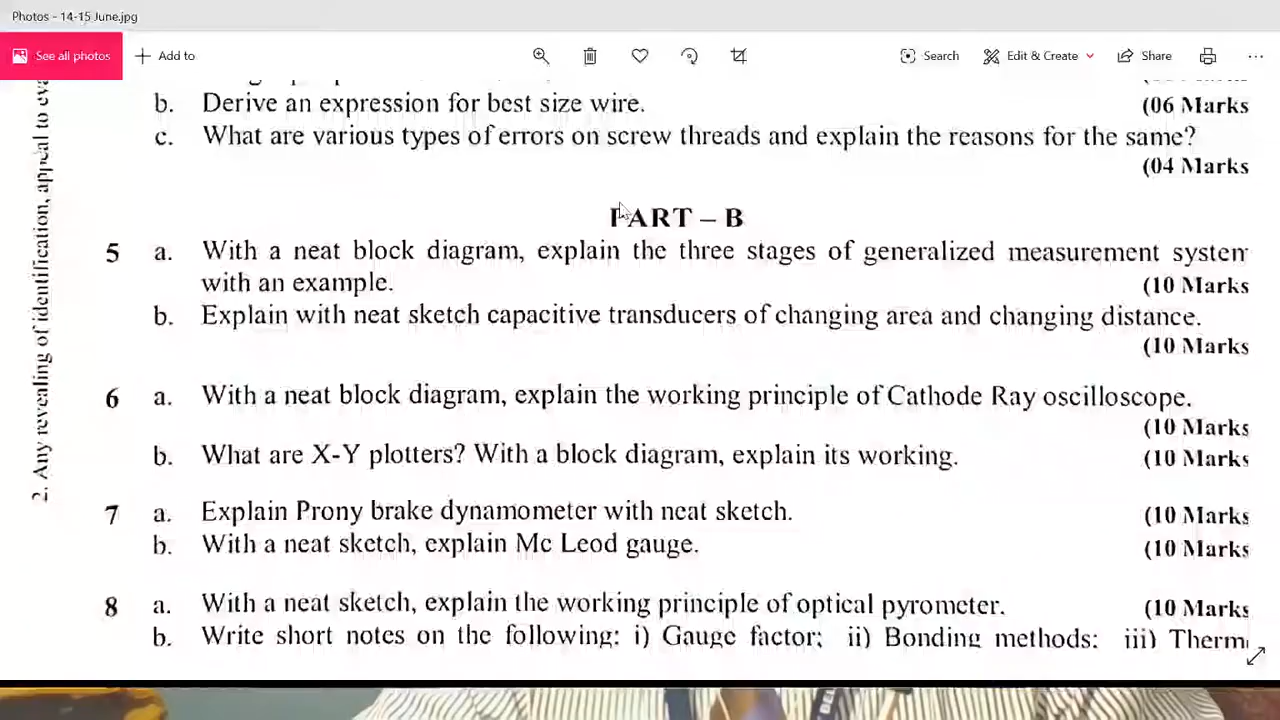 Photos - 14-15 June.jpg
See all photos
Add to
Search
Edit & Create
Share
b. Derive an expression for best size wire. (06 Marks
c. What are various types of errors on screw threads and explain the reasons for the same?
(04 Marks
PART – B
5 a. With a neat block diagram, explain the three stages of generalized measurement system
with an example. (10 Marks
b. Explain with neat sketch capacitive transducers of changing area and changing distance.
(10 Marks
6 a. With a neat block diagram, explain the working principle of Cathode Ray oscilloscope.
(10 Marks
b. What are X-Y plotters? With a block diagram, explain its working. (10 Marks
7 a. Explain Prony brake dynamometer with neat sketch. (10 Marks
b. With a neat sketch, explain Mc Leod gauge. (10 Marks
8 a. With a neat sketch, explain the working principle of optical pyrometer. (10 Marks
b. Write short notes on the following: i) Gauge factor; ii) Bonding methods; iii) Therm
2. Any revealing of identification, appeal to eva